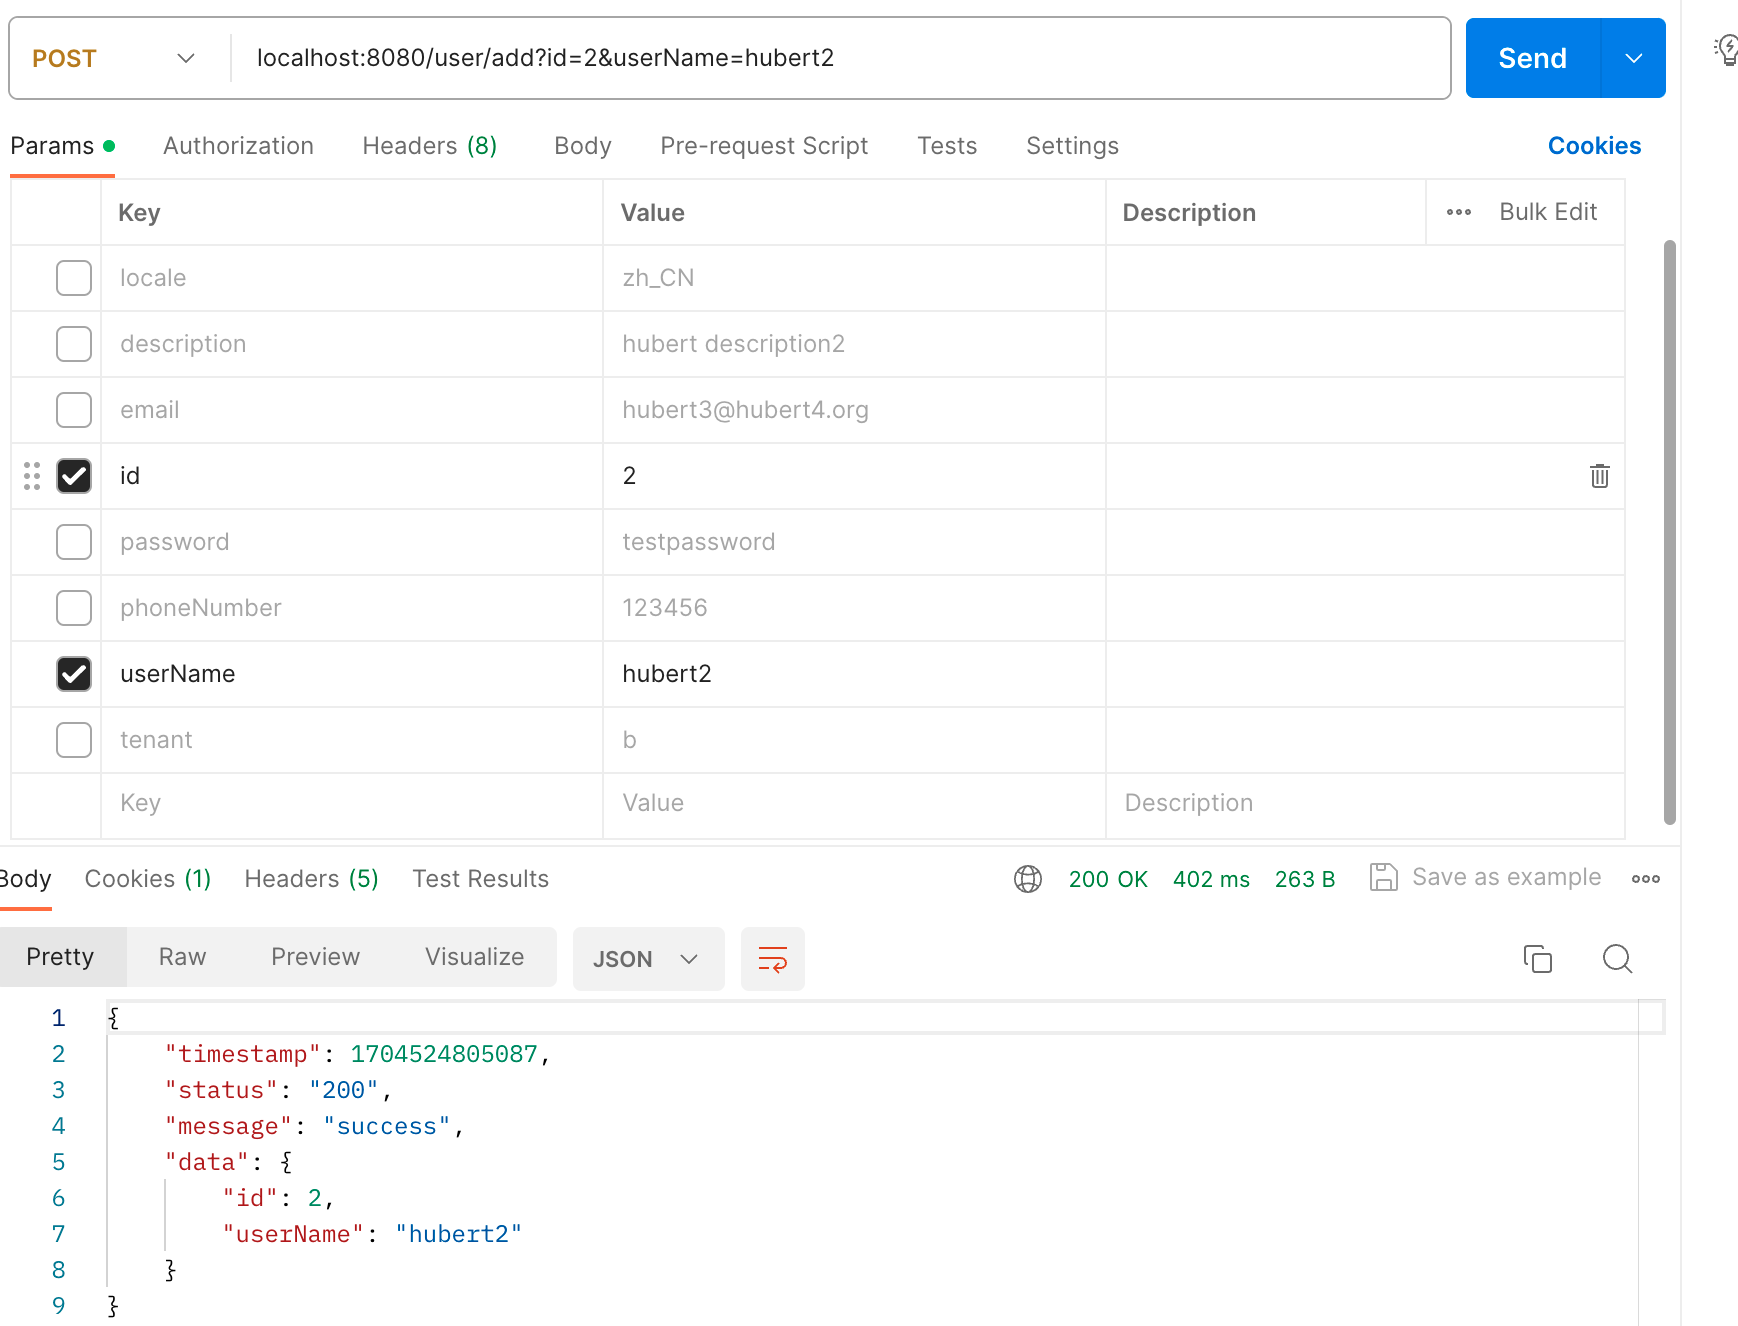 POST localhost:8080/user/add?id=2&userName=hubert2 Send
Params Authorization Headers (8) Body Pre-request Script Tests Settings Cookies
Key Value Description Bulk Edit
locale zh_CN
description hubert description2
email hubert3@hubert4.org
id 2
password testpassword
phoneNumber 123456
userName hubert2
tenant b
Key Value Description
Body Cookies (1) Headers (5) Test Results 200 OK 402 ms 263 B Save as example
Pretty Raw Preview Visualize JSON
1 {
2 "timestamp": 1704524805087,
3 "status": "200",
4 "message": "success",
5 "data": {
6 "id": 2,
7 "userName": "hubert2"
8 }
9 }